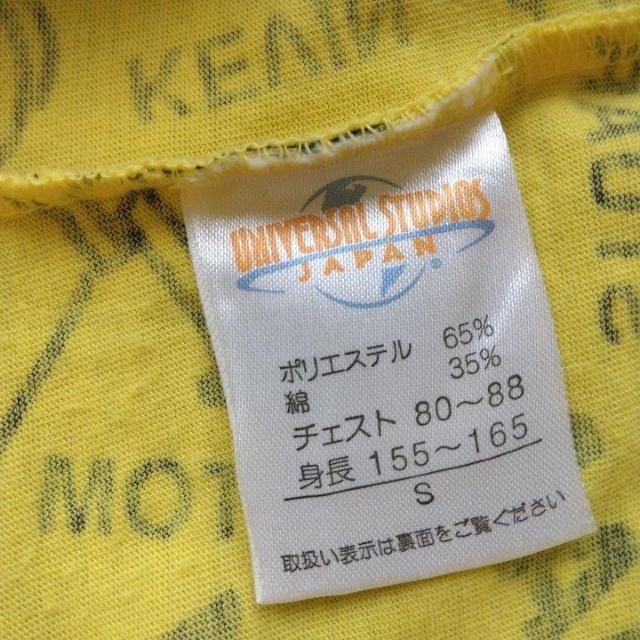 KEVIN
UNIVERSAL STUDIOS
JAPAN
®
ポリエステル 65%
綿 35%
チェスト 80～88
身長 155～165
S
取扱い表示は裏面をご覧ください
MOT